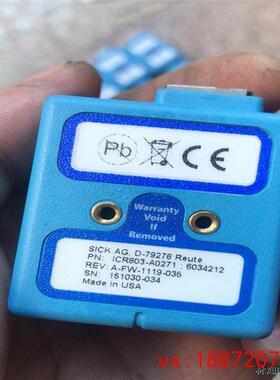 Pb
CE
Warranty
Void
If
Removed
SICK AG, D-79276 Reute
PN: ICR803-A0271 : 6034212
REV: A-FW-1119-036
SN: 151030-034
Made in USA
vx:1887207